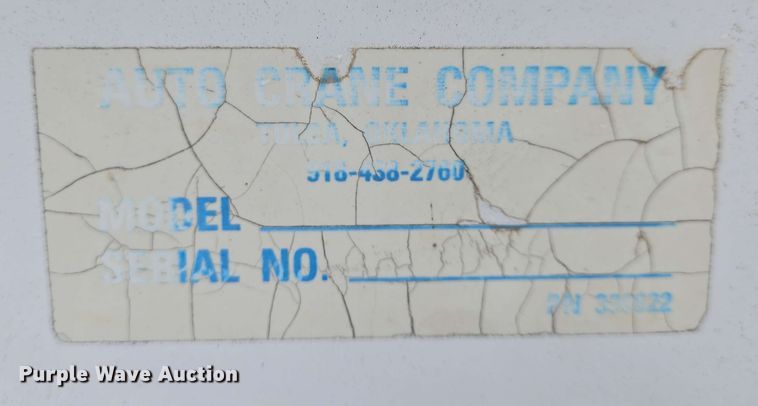 AUTO CRANE COMPANY
TULSA, OKLAHOMA
918-438-2760
MODEL
SERIAL NO.
P/N
Purple Wave Auction